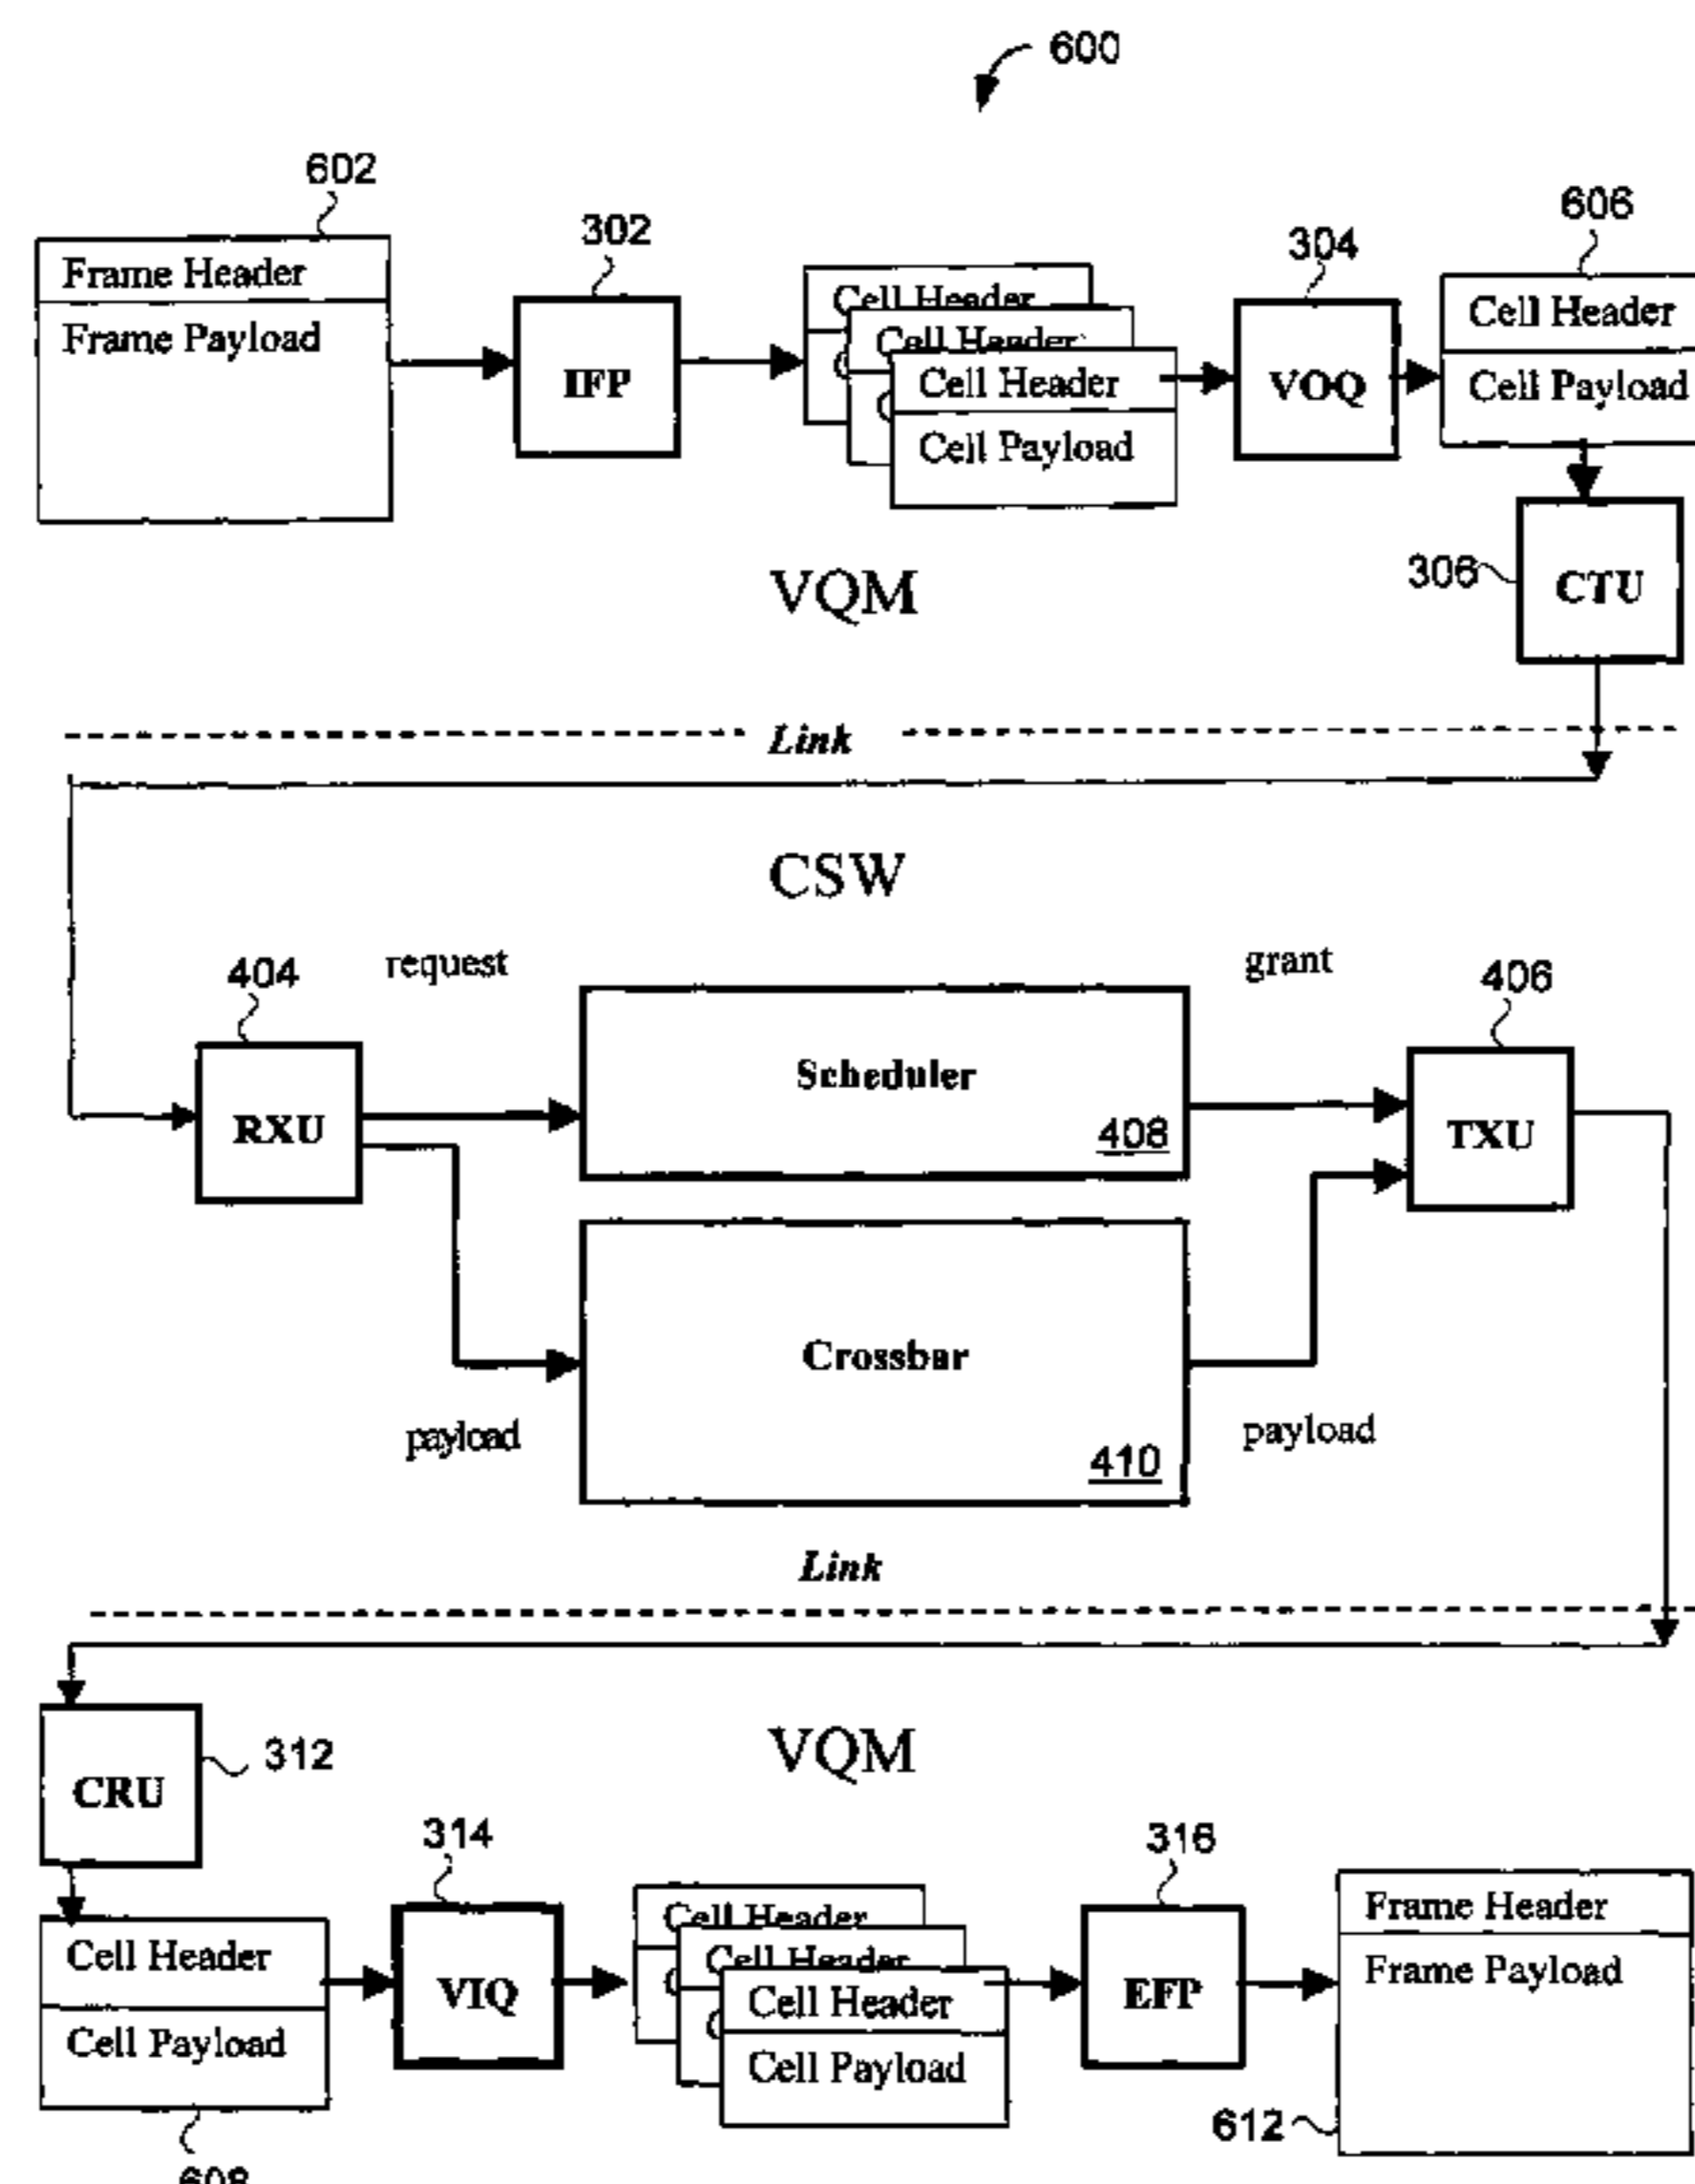 600
602
Frame Header
Frame Payload
302
IFP
Cell Header
Cell Header
Cell Header
Cell Payload
304
VOQ
606
Cell Header
Cell Payload
306
CTU
VQM
Link
CSW
404
RXU
request
payload
Scheduler
408
Crossbar
410
grant
payload
406
TXU
Link
VQM
CRU
312
Cell Header
Cell Payload
608
314
VIQ
Cell Header
Cell Header
Cell Header
Cell Payload
316
EFP
Frame Header
Frame Payload
612